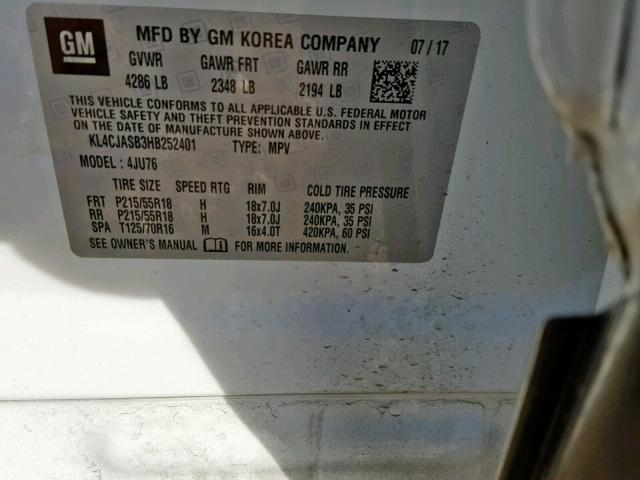 GM MFD BY GM KOREA COMPANY 07/17
GVWR GAWR FRT GAWR RR
4286 LB 2348 LB 2194 LB
THIS VEHICLE CONFORMS TO ALL APPLICABLE U.S. FEDERAL MOTOR
VEHICLE SAFETY AND THEFT PREVENTION STANDARDS IN EFFECT
ON THE DATE OF MANUFACTURE SHOWN ABOVE.
KL4CJASB3HB252401 TYPE: MPV
MODEL : 4JU76
TIRE SIZE SPEED RTG RIM COLD TIRE PRESSURE
FRT P215/55R18 H 18x7.0J 240KPA, 35 PSI
RR P215/55R18 H 18x7.0J 240KPA, 35 PSI
SPA T125/70R16 M 16x4.0T 420KPA, 60 PSI
SEE OWNER'S MANUAL FOR MORE INFORMATION.